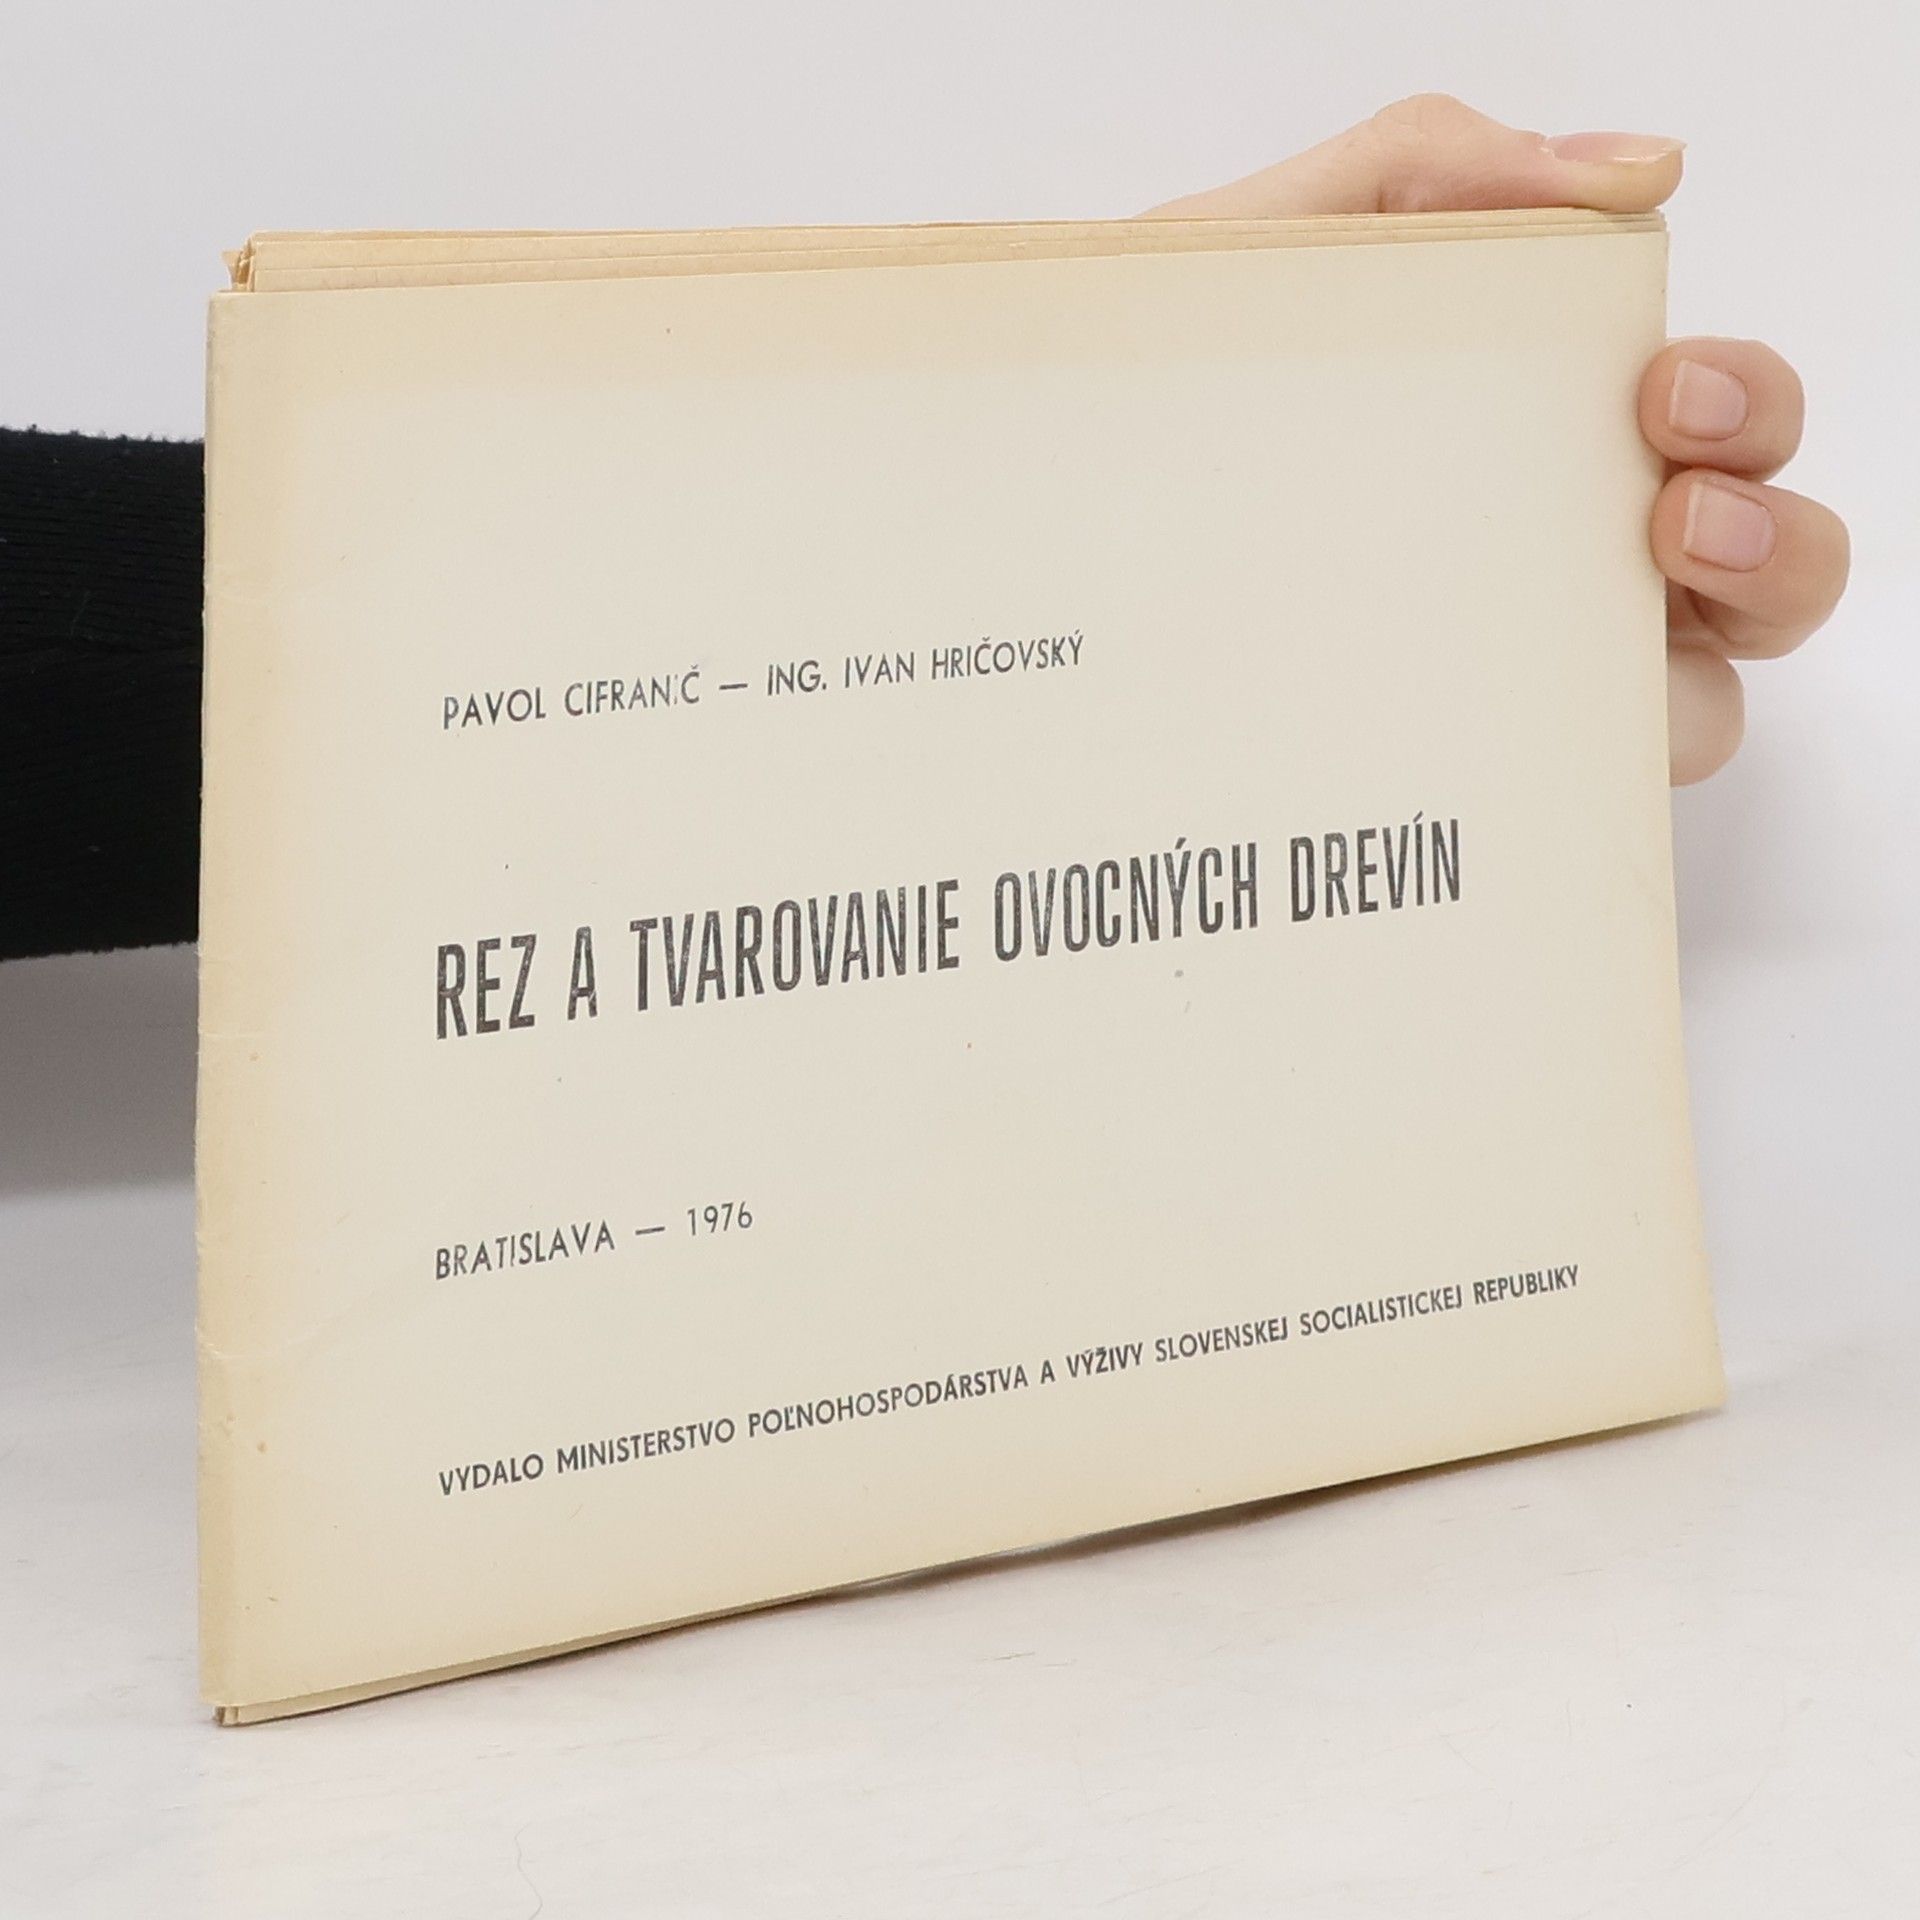 PAVOL CIFRANIČ — ING. IVAN HRIČOVSKÝ
REZ A TVAROVANIE OVOCNÝCH DREVÍN
BRATISLAVA — 1976
VYDALO MINISTERSTVO POĽNOHOSPODÁRSTVA A VÝŽIVY SLOVENSKEJ SOCIALISTICKEJ REPUBLIKY